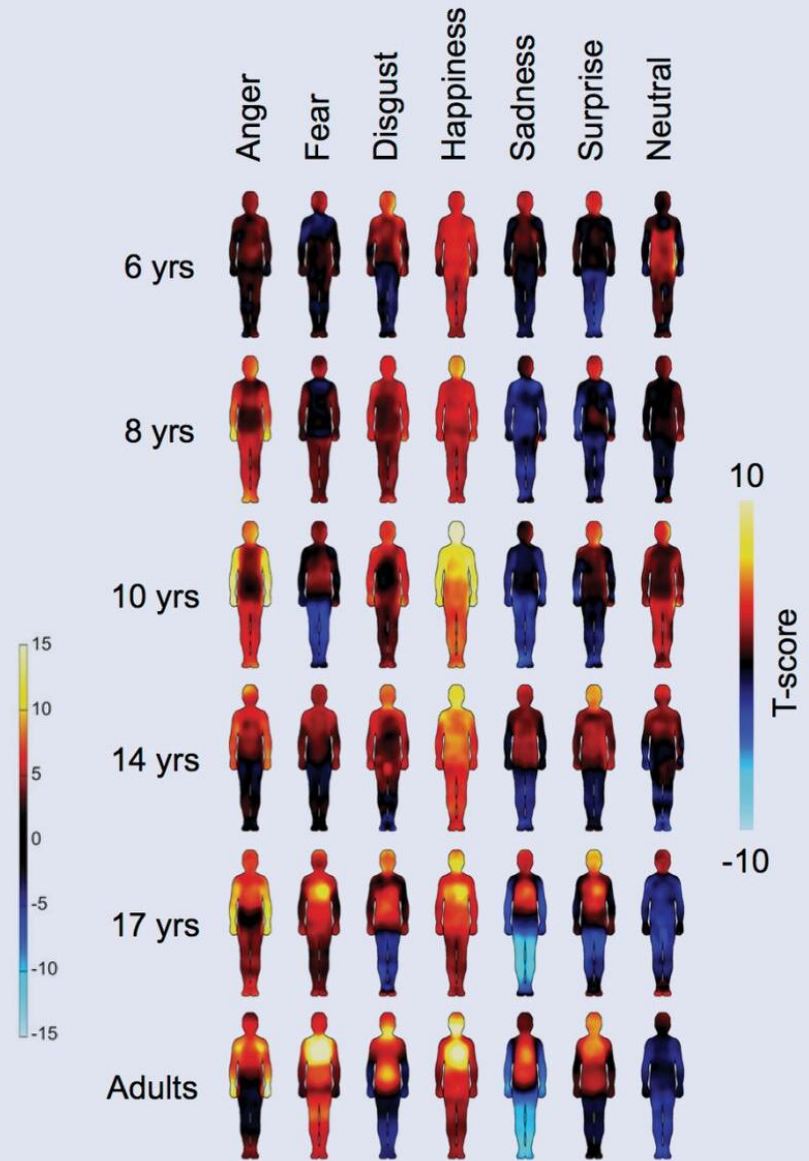 Anger
Fear
Disgust
Happiness
Sadness
Surprise
Neutral
6 yrs
8 yrs
10 yrs
14 yrs
17 yrs
Adults
15
10
5
0
-5
-10
-15
10
T-score
-10